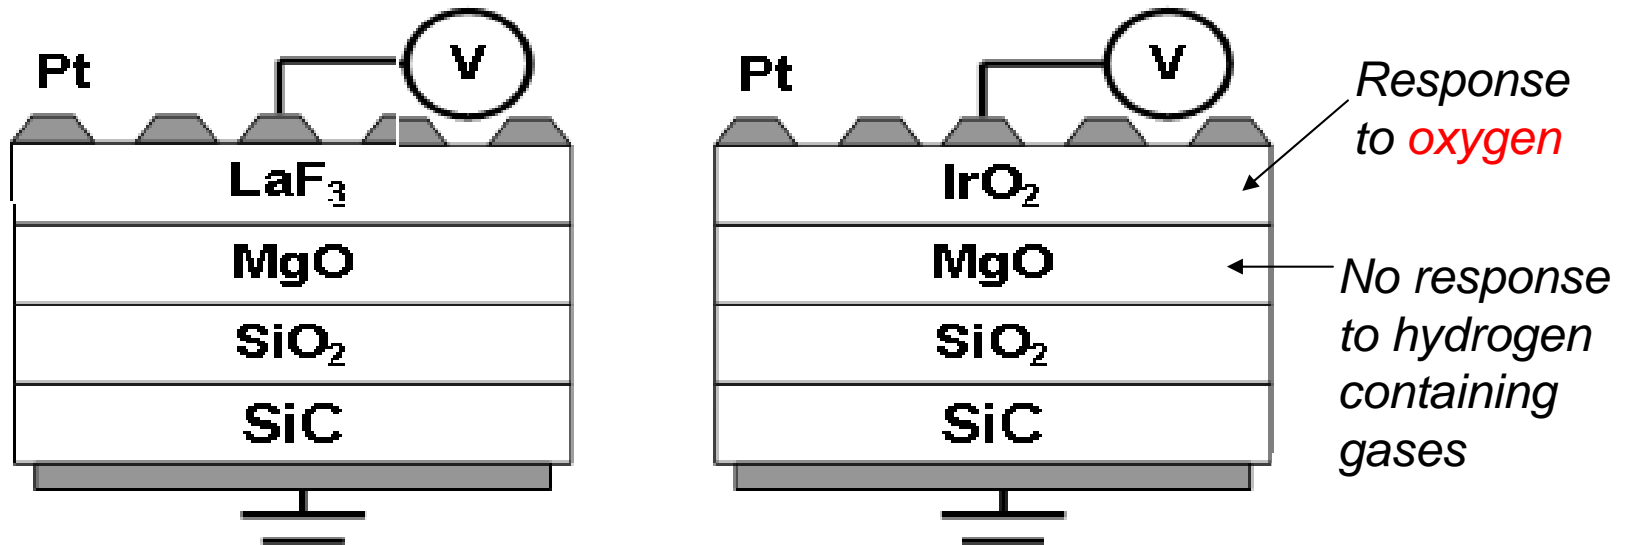 Pt
V
LaF₃
MgO
SiO₂
SiC
Pt
V
IrO₂
MgO
SiO₂
SiC
Response
to oxygen
No response
to hydrogen
containing
gases